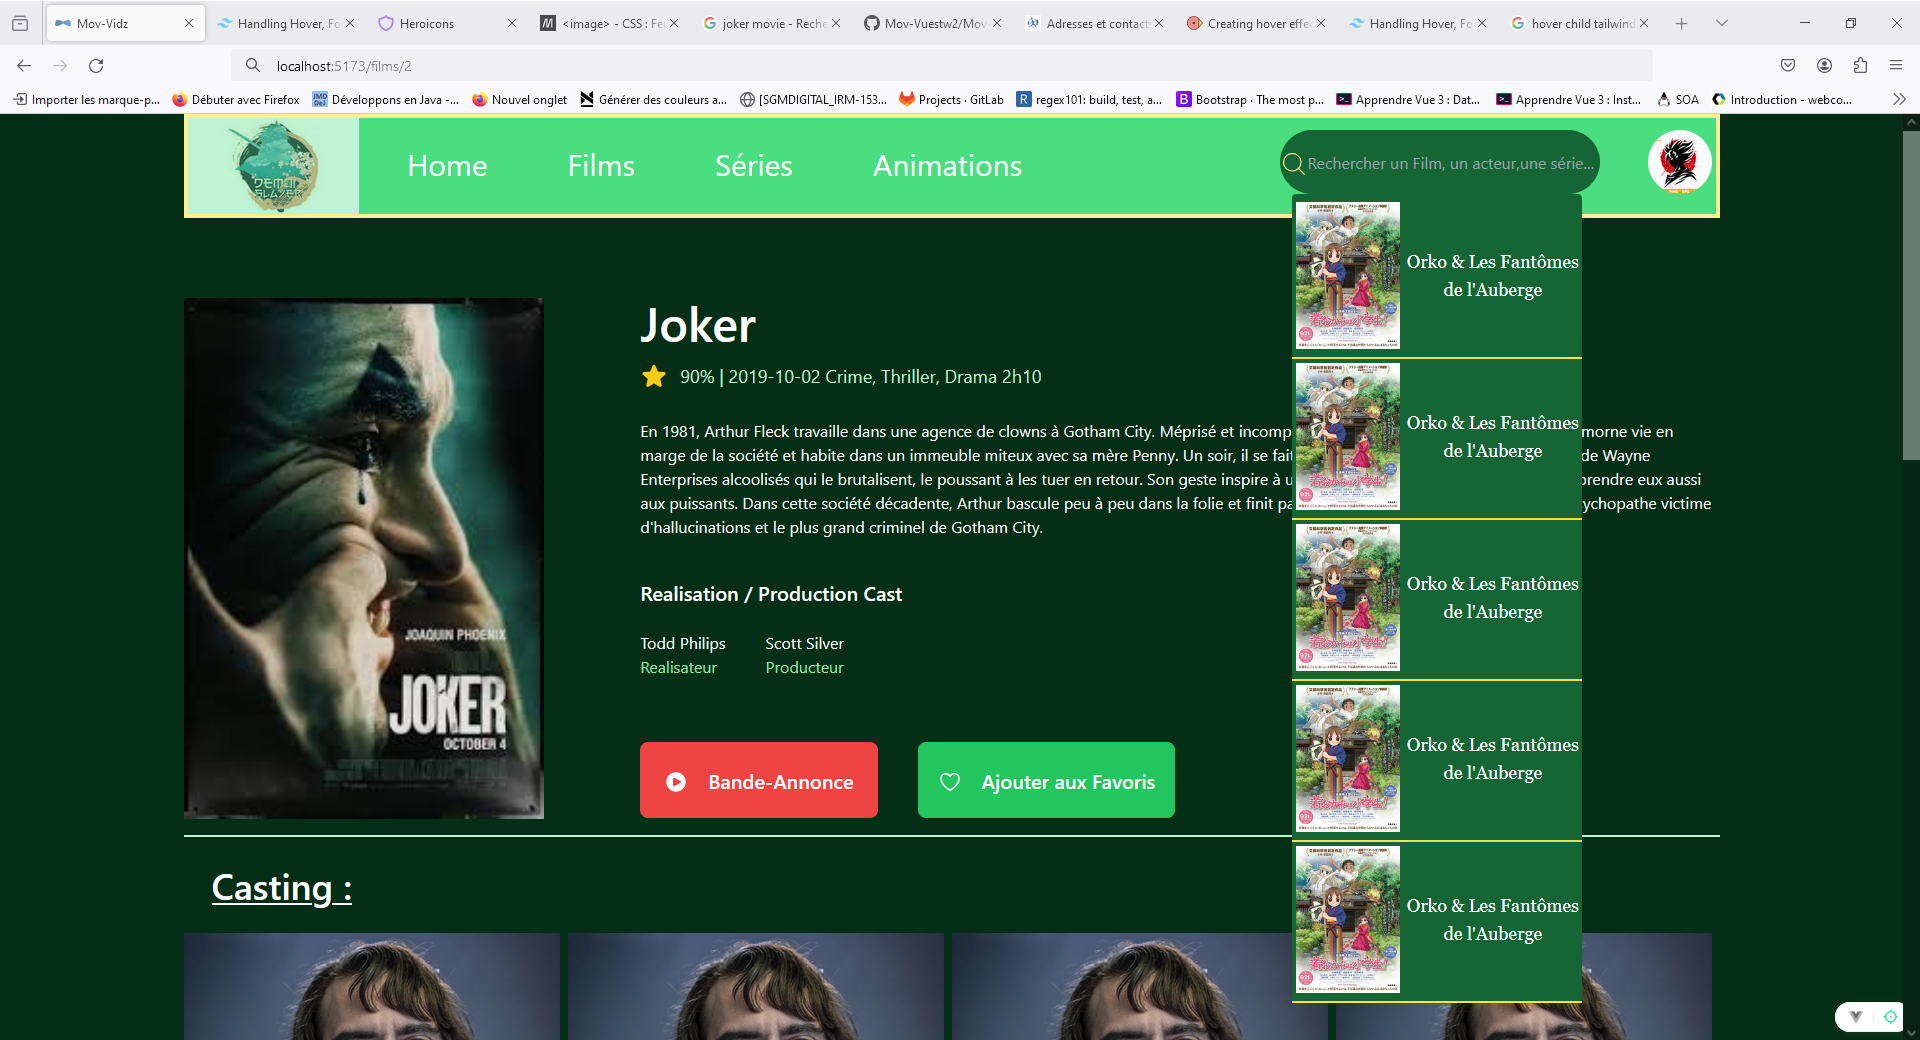 Mov-Vidz
Handling Hover, Fo
Heroicons
<image> - CSS : Feu
joker movie - Reche
Mov-Vuestw2/Mov-
Adresses et contact
Creating hover effe
Handling Hover, Fo
hover child tailwind
localhost:5173/films/2
Importer les marque-p...
Débuter avec Firefox
Développons en Java -...
Nouvel onglet
Générer des couleurs a...
[SGMDIGITAL_IRM-153...
Projects · GitLab
regex101: build, test, a...
Bootstrap · The most p...
Apprendre Vue 3 : Dat...
Apprendre Vue 3 : Inst...
SOA
Introduction - webco...
DEMON
SLAYER
Home
Films
Séries
Animations
Rechercher un Film, un acteur,une série...
Joker
90% | 2019-10-02 Crime, Thriller, Drama 2h10
En 1981, Arthur Fleck travaille dans une agence de clowns à Gotham City. Méprisé et incomp
morne vie en
marge de la société et habite dans un immeuble miteux avec sa mère Penny. Un soir, il se fait
de Wayne
Enterprises alcoolisés qui le brutalisent, le poussant à les tuer en retour. Son geste inspire à u
prendre eux aussi
aux puissants. Dans cette société décadente, Arthur bascule peu à peu dans la folie et finit pa
ychopathe victime
d'hallucinations et le plus grand criminel de Gotham City.
Realisation / Production Cast
Todd Philips
Scott Silver
Realisateur
Producteur
Bande-Annonce
Ajouter aux Favoris
JOAQUIN PHOENIX
JOKER
OCTOBER 4
Orko & Les Fantômes
de l'Auberge
Orko & Les Fantômes
de l'Auberge
Orko & Les Fantômes
de l'Auberge
Orko & Les Fantômes
de l'Auberge
Orko & Les Fantômes
de l'Auberge
Casting :